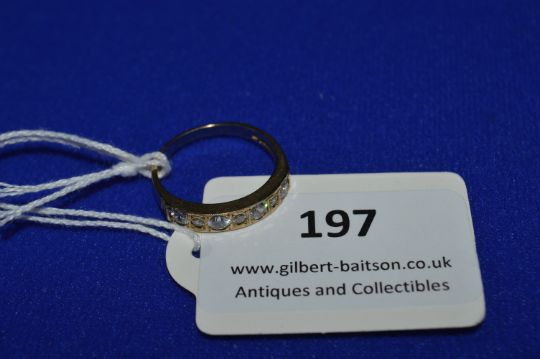 197
www.gilbert-baitson.co.uk
Antiques and Collectibles